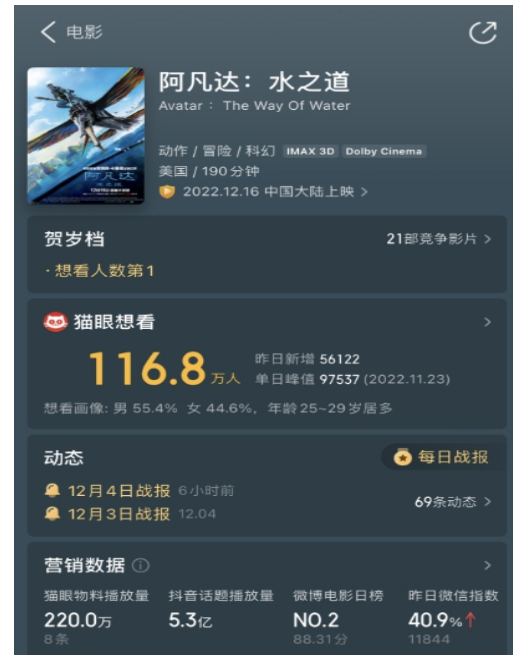 电影
阿凡达：水之道
Avatar： The Way Of Water
动作 / 冒险 / 科幻 IMAX 3D Dolby Cinema
美国 / 190分钟
2022.12.16 中国大陆上映 >
阿凡达
水之道
贺岁档
21部竞争影片 >
· 想看人数第1
猫眼想看 >
116.8万人
昨日新增 56122
单日峰值 97537 (2022.11.23)
想看画像: 男 55.4% 女 44.6%, 年龄25~29岁居多
动态
每日战报
12月4日战报 6小时前
12月3日战报 12.04
69条动态 >
营销数据 >
猫眼物料播放量 抖音话题播放量 微博电影日榜 昨日微信指数
220.0万 5.3亿 NO.2 40.9%↑
8条 88.31分 11844